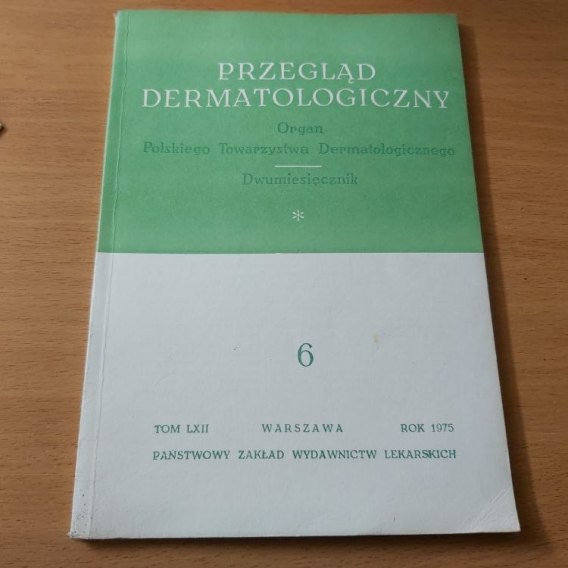 PRZEGLĄD
DERMATOLOGICZNY
Organ
Polskiego Towarzystwa Dermatologicznego
Dwumiesięcznik
*
6
TOM LXII WARSZAWA ROK 1975
PAŃSTWOWY ZAKŁAD WYDAWNICTW LEKARSKICH